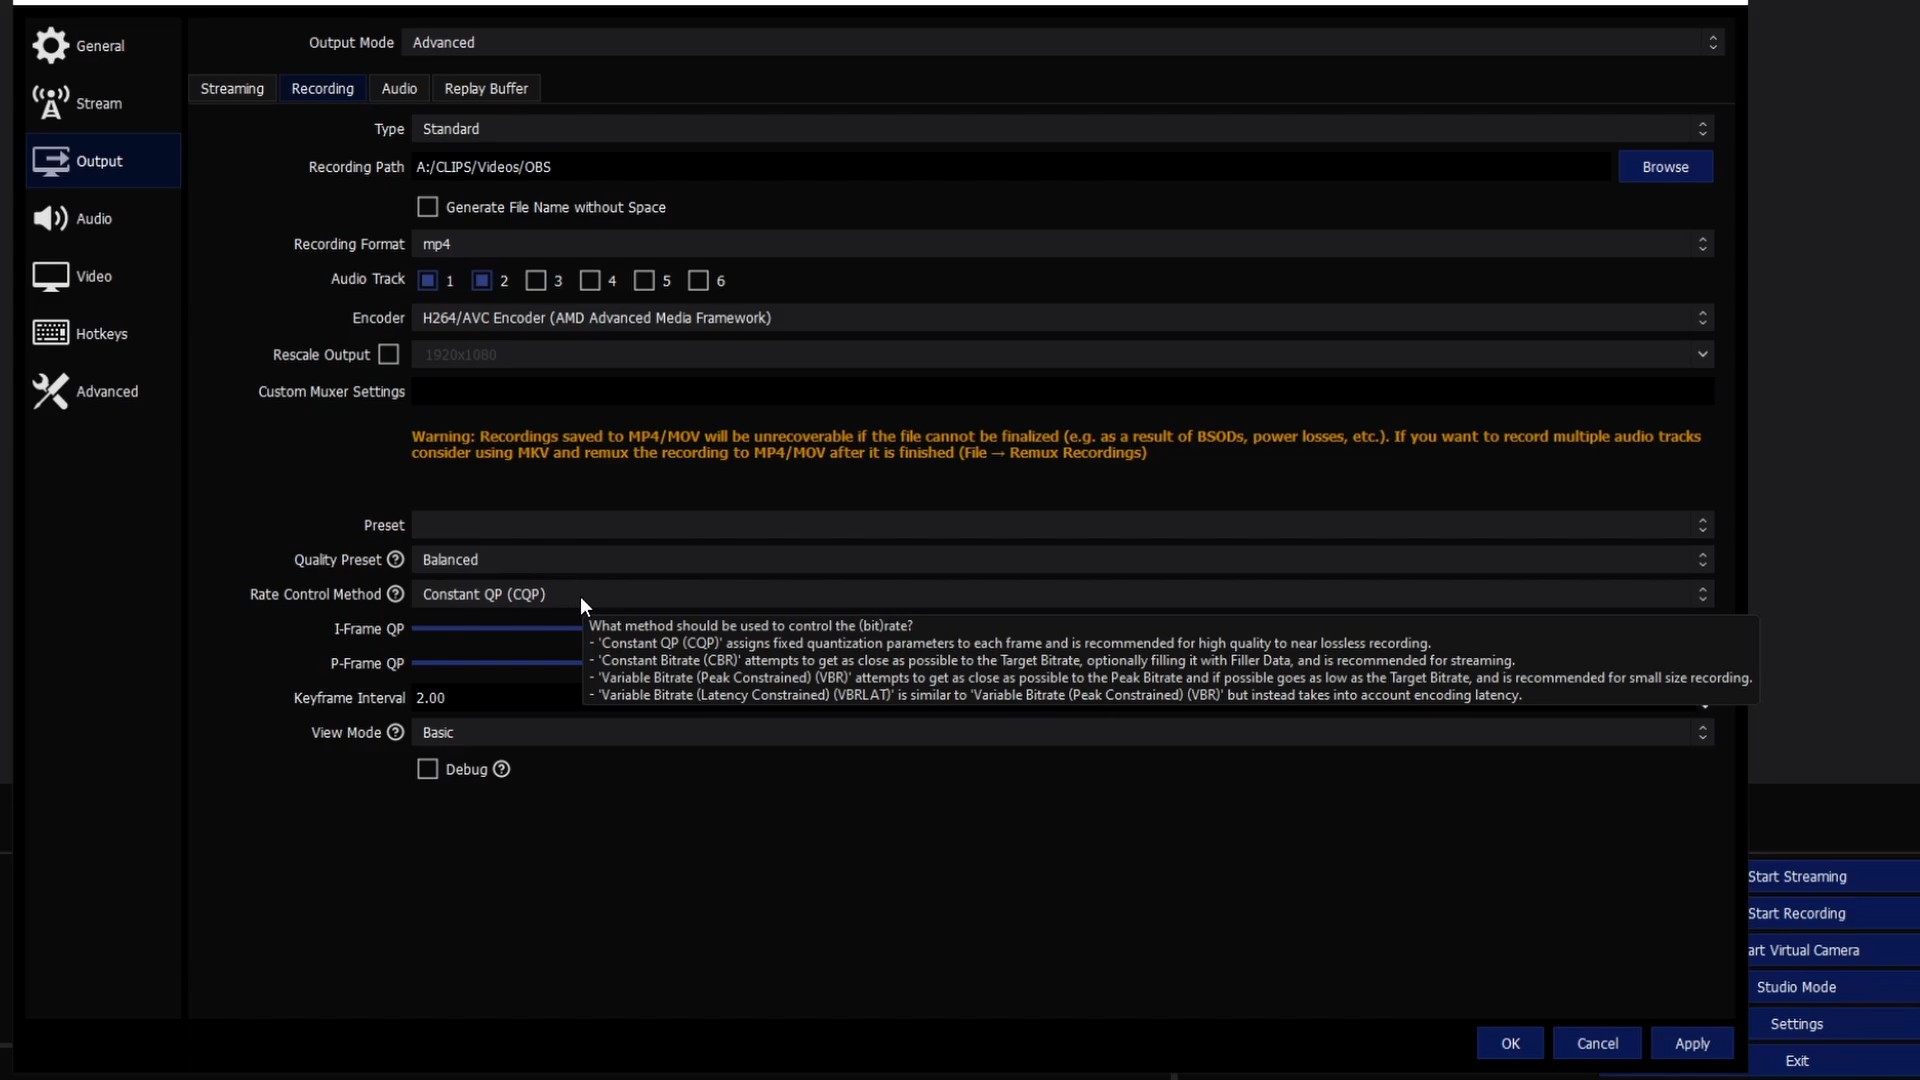 General
Stream
Output
Audio
Video
Hotkeys
Advanced
Output Mode Advanced
Streaming Recording Audio Replay Buffer
Type Standard
Recording Path A:/CLIPS/Videos/OBS Browse
Generate File Name without Space
Recording Format mp4
Audio Track 1 2 3 4 5 6
Encoder H264/AVC Encoder (AMD Advanced Media Framework)
Rescale Output 1920x1080
Custom Muxer Settings
Warning: Recordings saved to MP4/MOV will be unrecoverable if the file cannot be finalized (e.g. as a result of BSODs, power losses, etc.). If you want to record multiple audio tracks
consider using MKV and remux the recording to MP4/MOV after it is finished (File → Remux Recordings)
Preset
Quality Preset ? Balanced
Rate Control Method ? Constant QP (CQP)
I-Frame QP
P-Frame QP
What method should be used to control the (bit)rate?
- 'Constant QP (CQP)' assigns fixed quantization parameters to each frame and is recommended for high quality to near lossless recording.
- 'Constant Bitrate (CBR)' attempts to get as close as possible to the Target Bitrate, optionally filling it with Filler Data, and is recommended for streaming.
- 'Variable Bitrate (Peak Constrained) (VBR)' attempts to get as close as possible to the Peak Bitrate and if possible goes as low as the Target Bitrate, and is recommended for small size recording.
- 'Variable Bitrate (Latency Constrained) (VBRLAT)' is similar to 'Variable Bitrate (Peak Constrained) (VBR)' but instead takes into account encoding latency.
Keyframe Interval 2.00
View Mode ? Basic
Debug ?
OK Cancel Apply
Start Streaming
Start Recording
art Virtual Camera
Studio Mode
Settings
Exit